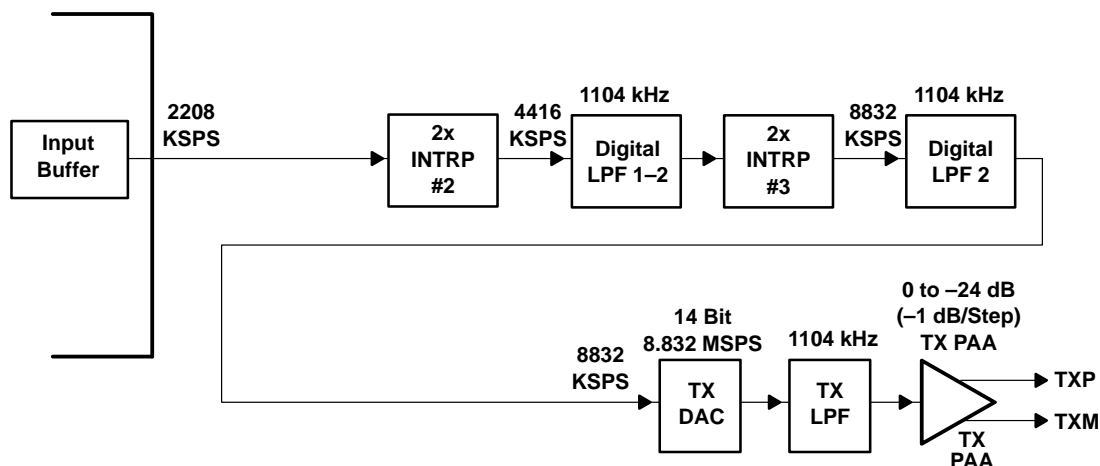 Input
Buffer
2208
KSPS
2x
INTRP
#2
4416
KSPS
1104 kHz
Digital
LPF 1–2
2x
INTRP
#3
8832
KSPS
1104 kHz
Digital
LPF 2
8832
KSPS
14 Bit
8.832 MSPS
TX
DAC
1104 kHz
TX
LPF
0 to –24 dB
(–1 dB/Step)
TX PAA
TXP
TXM
TX
PAA